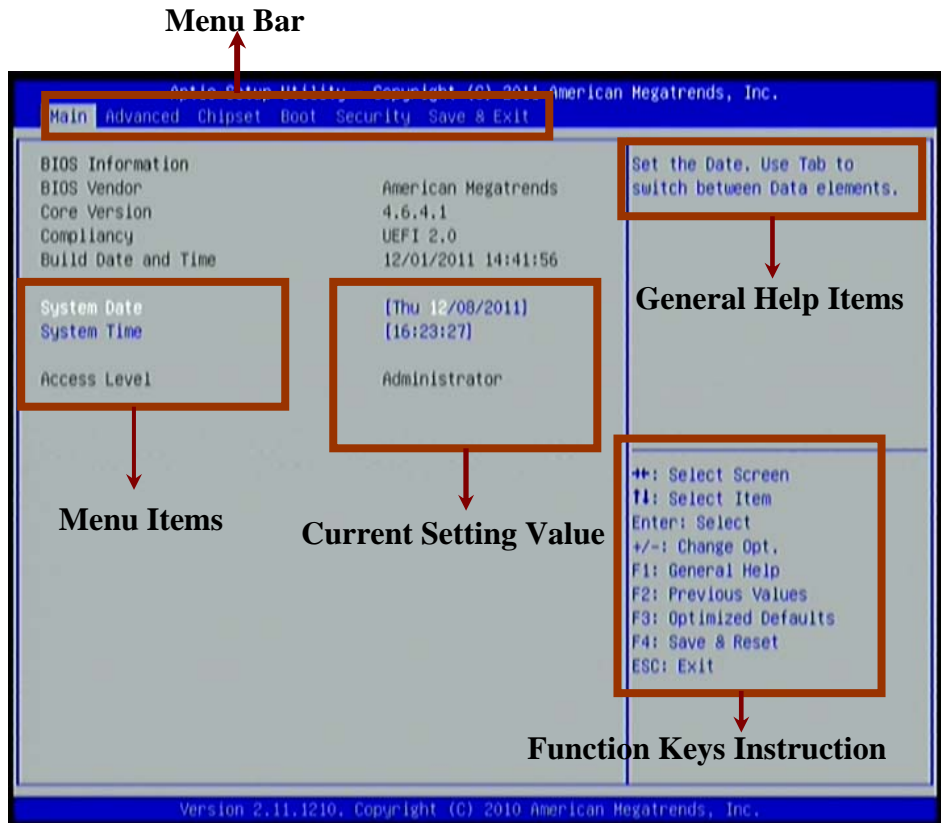 Menu Bar
Aptio Setup Utility - Copyright (C) 2011 American Megatrends, Inc.
Main Advanced Chipset Boot Security Save & Exit
BIOS Information
BIOS Vendor American Megatrends
Core Version 4.6.4.1
Compliancy UEFI 2.0
Build Date and Time 12/01/2011 14:41:56
System Date [Thu 12/08/2011]
System Time [16:23:27]
Access Level Administrator
Set the Date. Use Tab to
switch between Data elements.
General Help Items
Menu Items
Current Setting Value
→←: Select Screen
↑↓: Select Item
Enter: Select
+/-: Change Opt.
F1: General Help
F2: Previous Values
F3: Optimized Defaults
F4: Save & Reset
ESC: Exit
Function Keys Instruction
Version 2.11.1210. Copyright (C) 2010 American Megatrends, Inc.